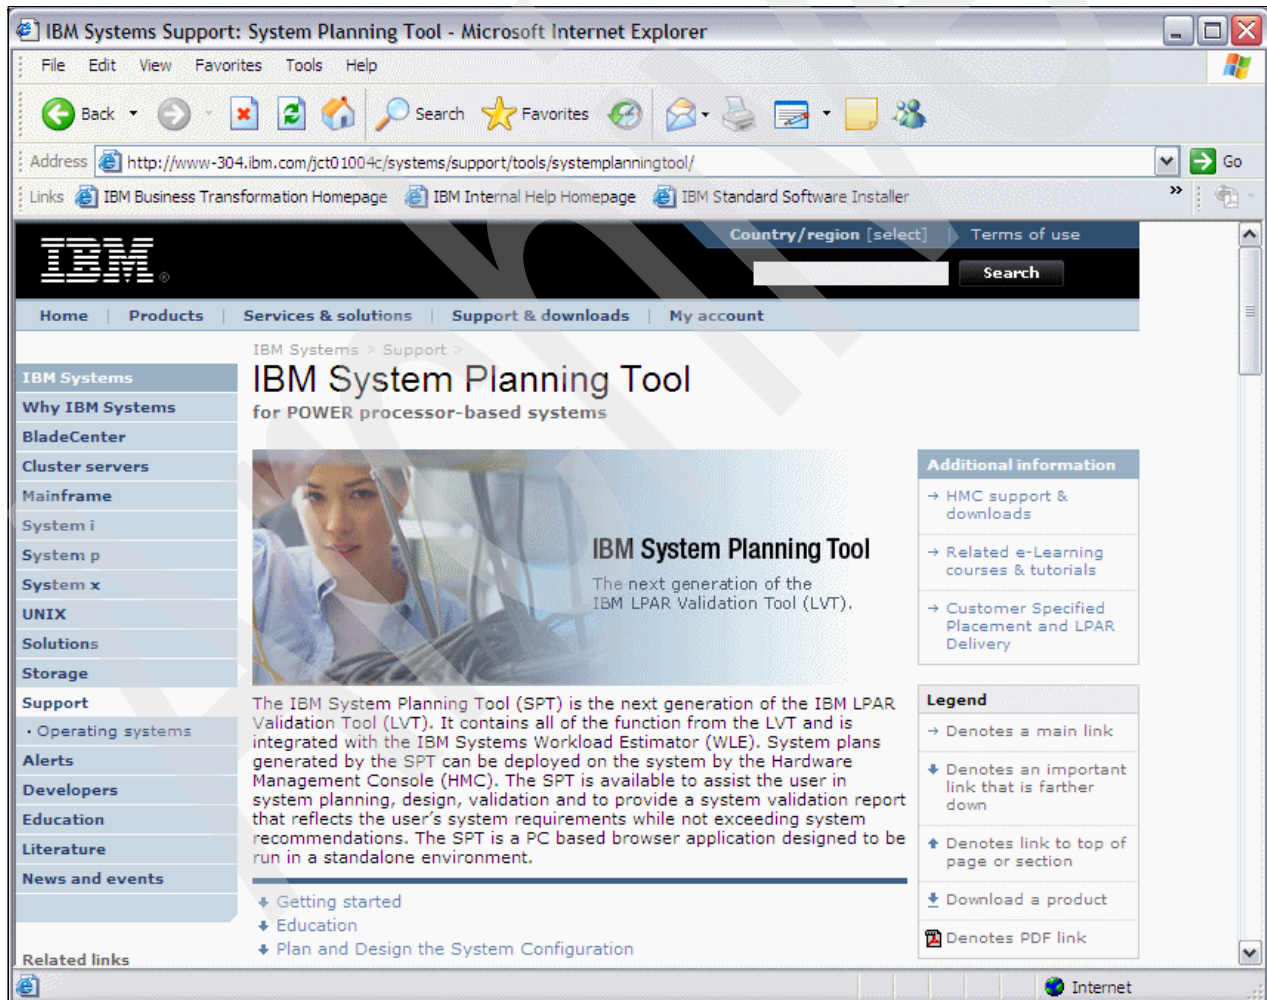 IBM Systems Support: System Planning Tool - Microsoft Internet Explorer
File Edit View Favorites Tools Help
Back Search Favorites
Address http://www-304.ibm.com/jct01004c/systems/support/tools/systemplanningtool/ Go
Links IBM Business Transformation Homepage IBM Internal Help Homepage IBM Standard Software Installer »
Country/region [select] | Terms of use
IBM®
Search
Home | Products | Services & solutions | Support & downloads | My account
IBM Systems > Support >
IBM System Planning Tool
for POWER processor-based systems
IBM Systems
Why IBM Systems
BladeCenter
Cluster servers
Mainframe
System i
System p
System x
UNIX
Solutions
Storage
Support
• Operating systems
Alerts
Developers
Education
Literature
News and events
Related links
IBM System Planning Tool
The next generation of the
IBM LPAR Validation Tool (LVT).
The IBM System Planning Tool (SPT) is the next generation of the IBM LPAR
Validation Tool (LVT). It contains all of the function from the LVT and is
integrated with the IBM Systems Workload Estimator (WLE). System plans
generated by the SPT can be deployed on the system by the Hardware
Management Console (HMC). The SPT is available to assist the user in
system planning, design, validation and to provide a system validation report
that reflects the user's system requirements while not exceeding system
recommendations. The SPT is a PC based browser application designed to be
run in a standalone environment.
Getting started
Education
Plan and Design the System Configuration
Additional information
→ HMC support &
downloads
→ Related e-Learning
courses & tutorials
→ Customer Specified
Placement and LPAR
Delivery
Legend
→ Denotes a main link
Denotes an important
link that is farther
down
Denotes link to top of
page or section
Download a product
Denotes PDF link
Internet